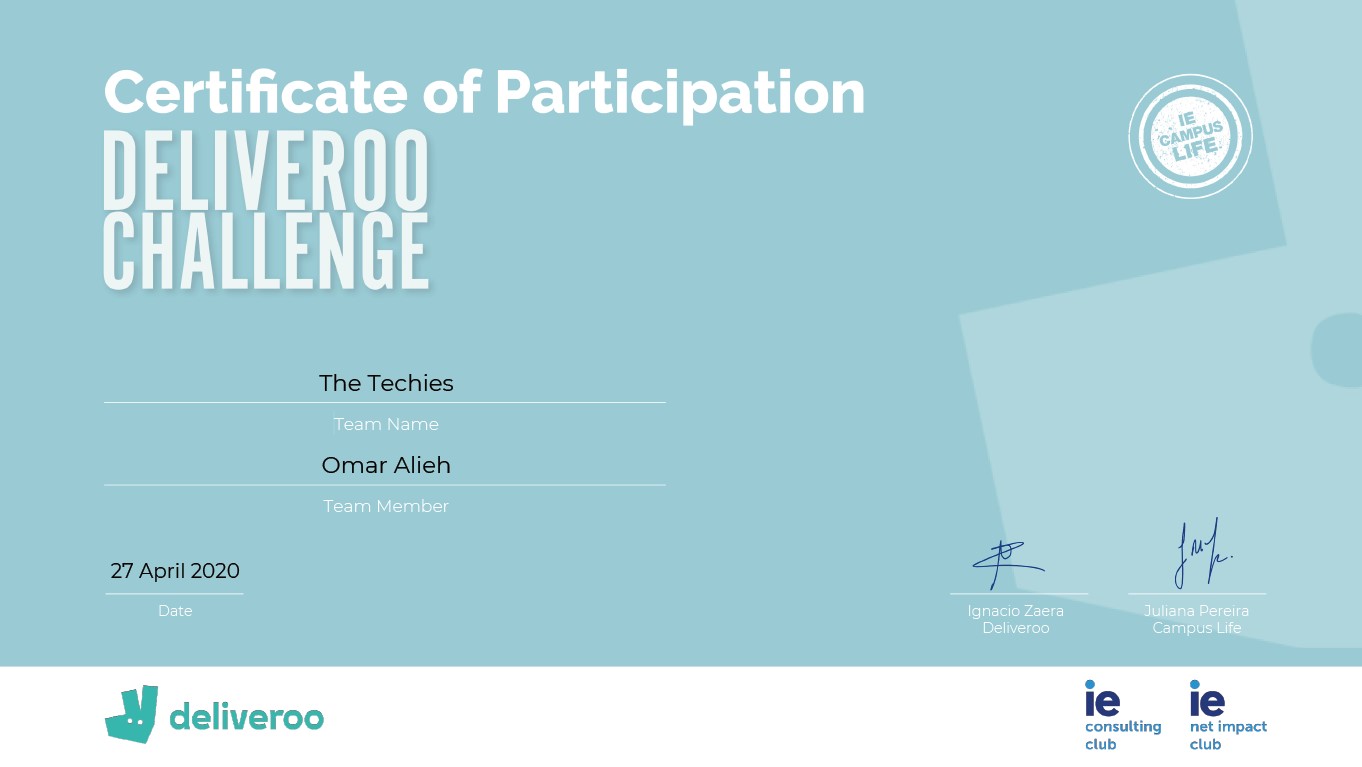 Certificate of Participation
DELIVEROO
CHALLENGE
IE
CAMPUS
LIFE
The Techies
Team Name
Omar Alieh
Team Member
27 April 2020
Date
Ignacio Zaera
Deliveroo
Juliana Pereira
Campus Life
deliveroo
ie
consulting
club
ie
net impact
club